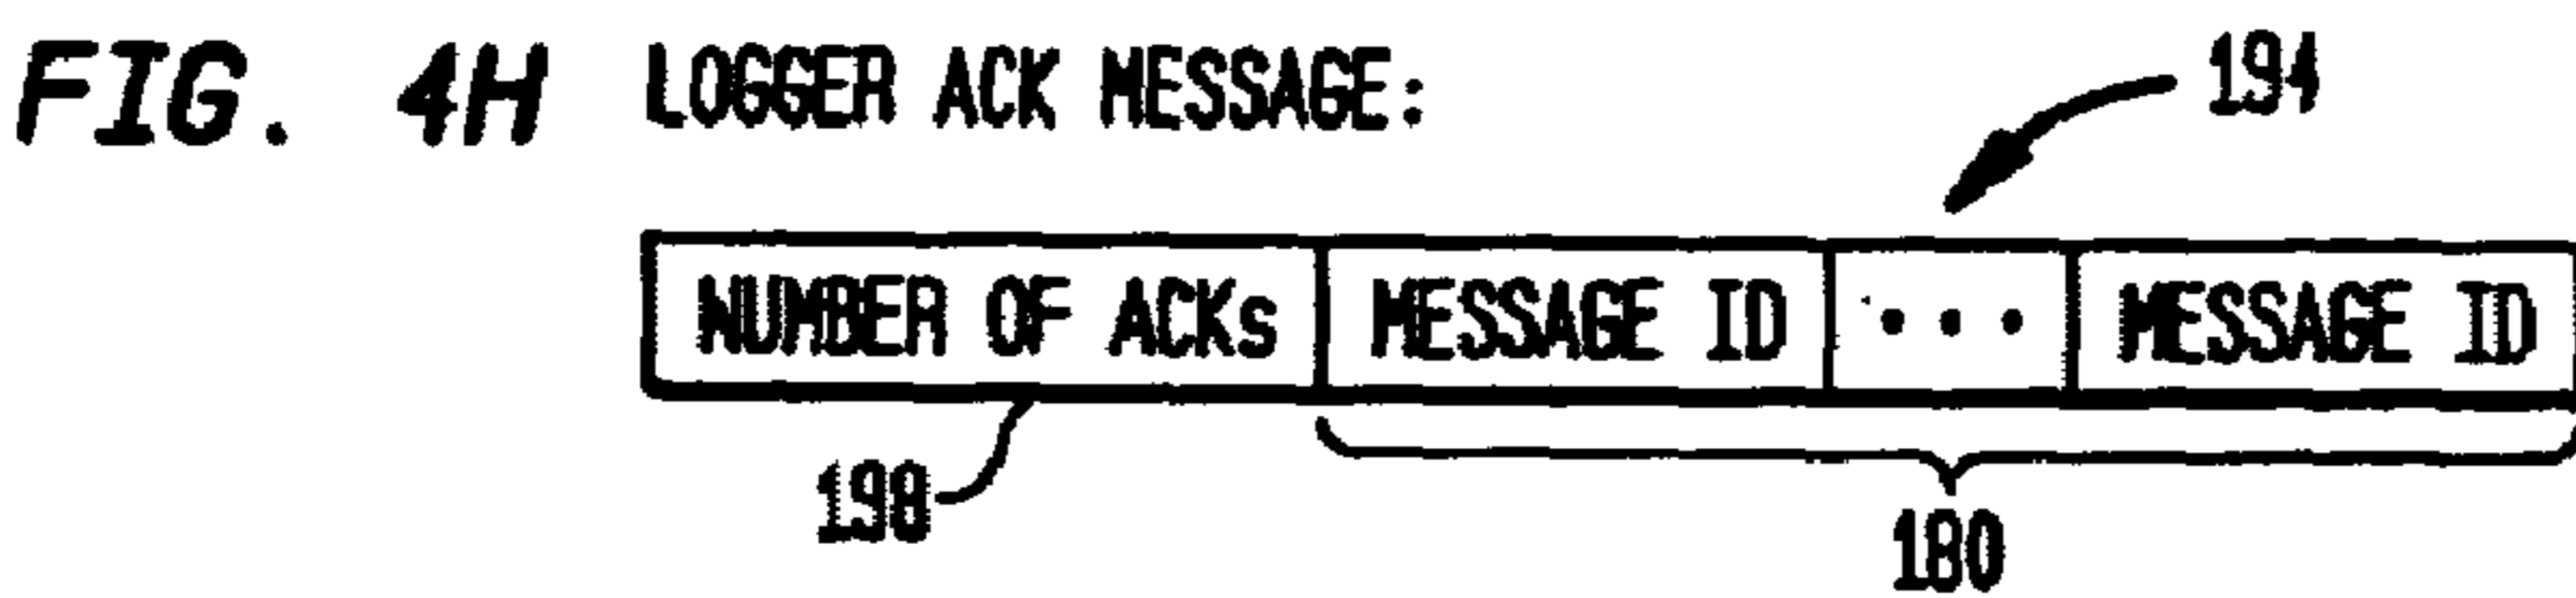 FIG. 4H LOGGER ACK MESSAGE:
194
NUMBER OF ACKs MESSAGE ID ... MESSAGE ID
198
180